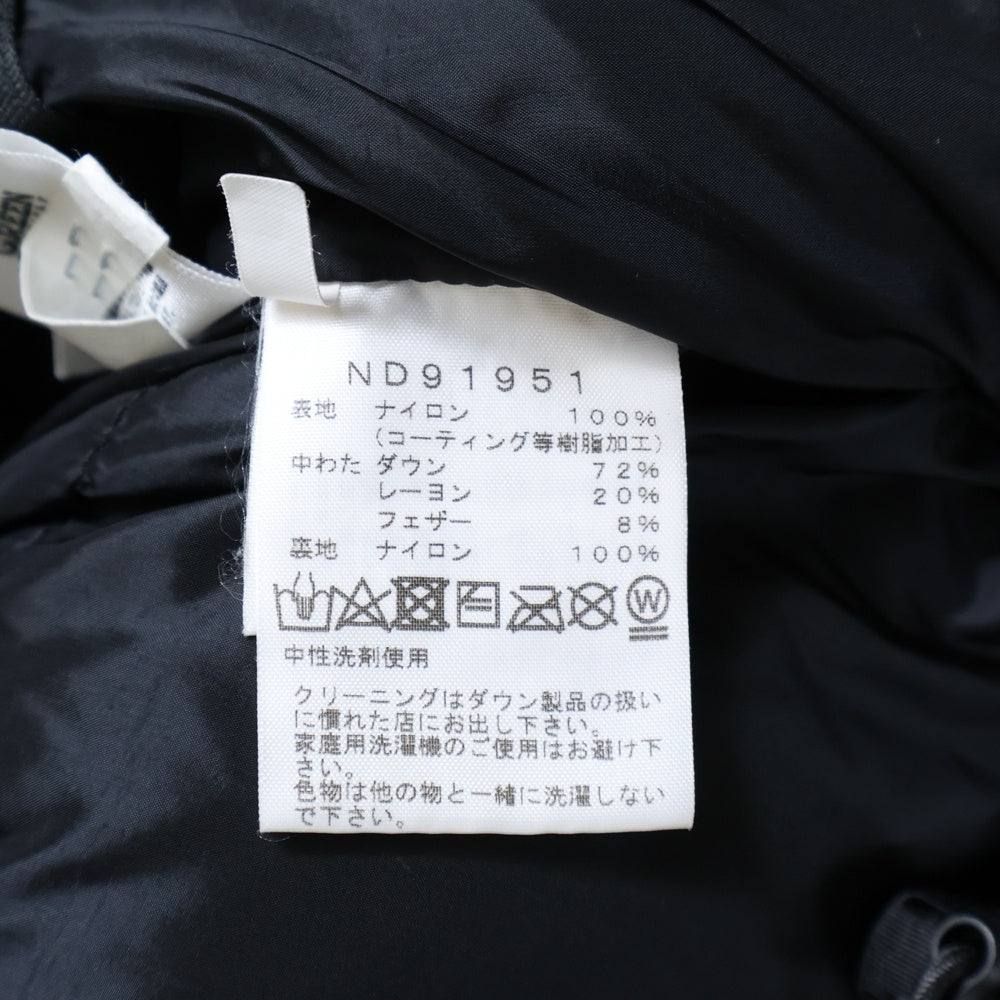 GREEN
ND91951
表地 ナイロン 100%
(コーティング等樹脂加工)
中わた ダウン 72%
レーヨン 20%
フェザー 8%
裏地 ナイロン 100%
W
中性洗剤使用
クリーニングはダウン製品の扱い
に慣れた店にお出し下さい。
家庭用洗濯機のご使用はお避け下
さい。
色物は他の物と一緒に洗濯しない
で下さい。